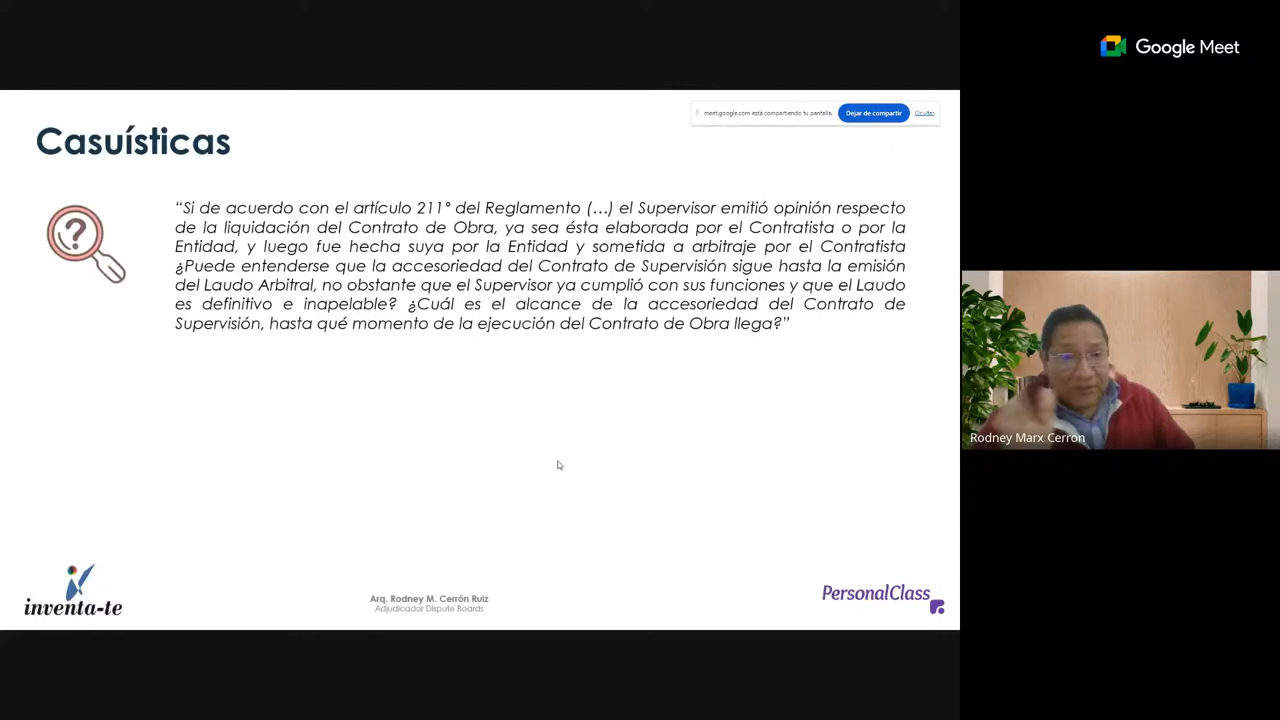 Google Meet
meet.google.com está compartiendo tu pantalla.
Dejar de compartir
Ocultar
Casuísticas
“Si de acuerdo con el artículo 211° del Reglamento (...) el Supervisor emitió opinión respecto
de la liquidación del Contrato de Obra, ya sea ésta elaborada por el Contratista o por la
Entidad, y luego fue hecha suya por la Entidad y sometida a arbitraje por el Contratista
¿Puede entenderse que la accesoriedad del Contrato de Supervisión sigue hasta la emisión
del Laudo Arbitral, no obstante que el Supervisor ya cumplió con sus funciones y que el Laudo
es definitivo e inapelable? ¿Cuál es el alcance de la accesoriedad del Contrato de
Supervisión, hasta qué momento de la ejecución del Contrato de Obra llega?”
Rodney Marx Cerron
inventa-te
Arq. Rodney M. Cerrón Ruiz
Adjudicador Dispute Boards
PersonalClass